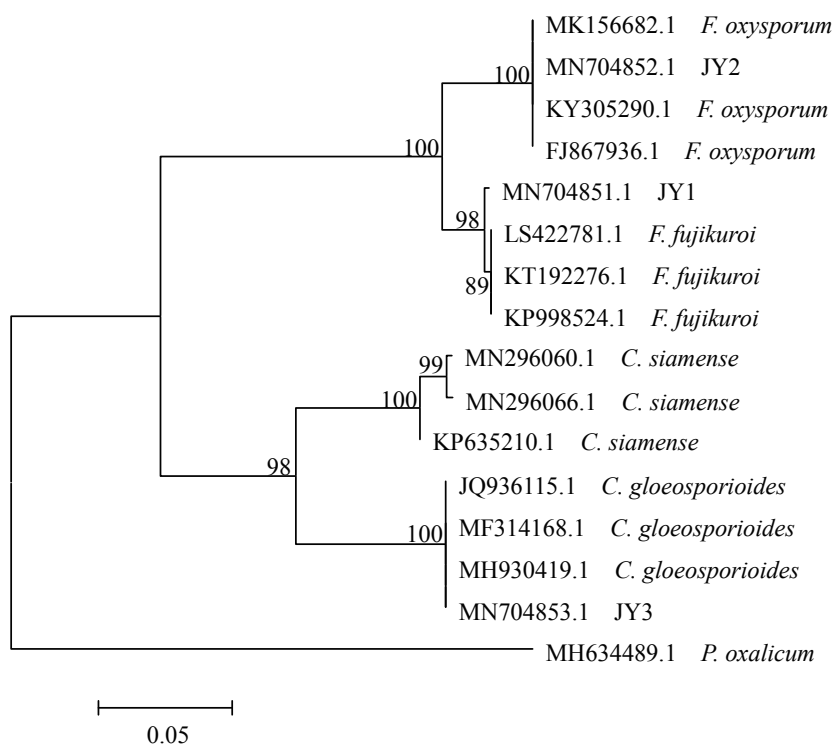 MK156682.1 F. oxysporum
100
MN704852.1 JY2
KY305290.1 F. oxysporum
FJ867936.1 F. oxysporum
100
MN704851.1 JY1
98
LS422781.1 F. fujikuroi
KT192276.1 F. fujikuroi
89
KP998524.1 F. fujikuroi
MN296060.1 C. siamense
99
100
MN296066.1 C. siamense
KP635210.1 C. siamense
98
JQ936115.1 C. gloeosporioides
MF314168.1 C. gloeosporioides
100
MH930419.1 C. gloeosporioides
MN704853.1 JY3
MH634489.1 P. oxalicum
0.05